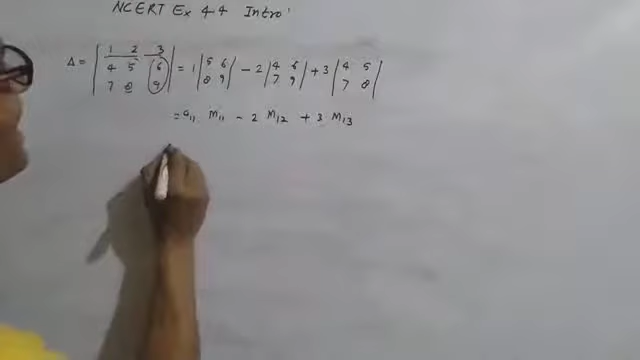 NCERT Ex 4.4 Intro'
Δ = | 1 2 3 | = 1 | 5 6 | - 2 | 4 6 | + 3 | 4 5 |
| 4 5 6 | | 8 9 | | 7 9 | | 7 8 |
| 7 8 9 |
= a11 M11 - 2 M12 + 3 M13